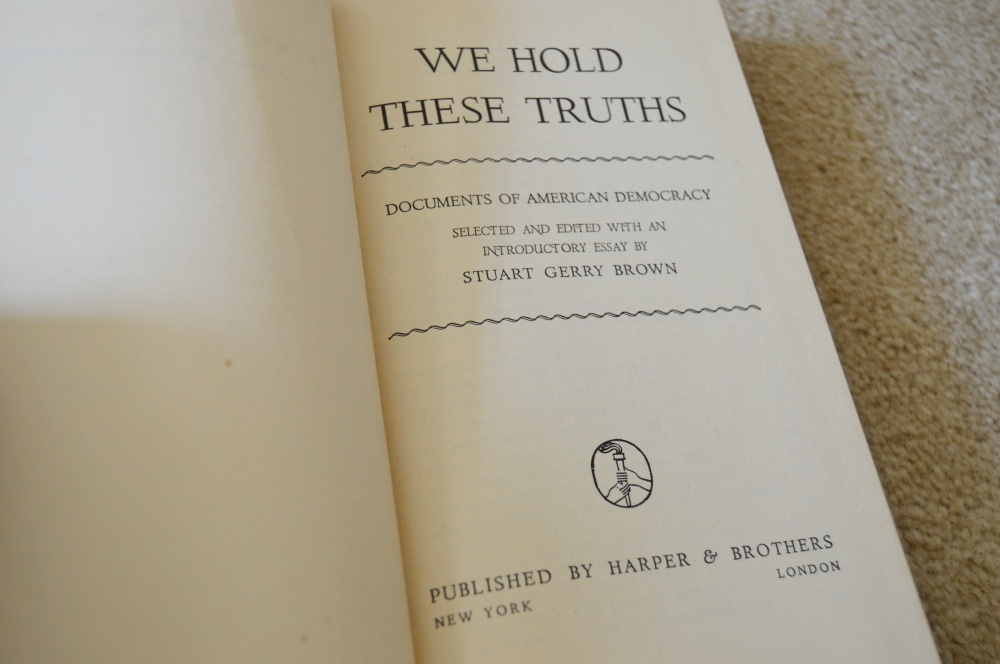 WE HOLD
THESE TRUTHS
DOCUMENTS OF AMERICAN DEMOCRACY
SELECTED AND EDITED WITH AN
INTRODUCTORY ESSAY BY
STUART GERRY BROWN
PUBLISHED BY HARPER & BROTHERS
NEW YORK LONDON